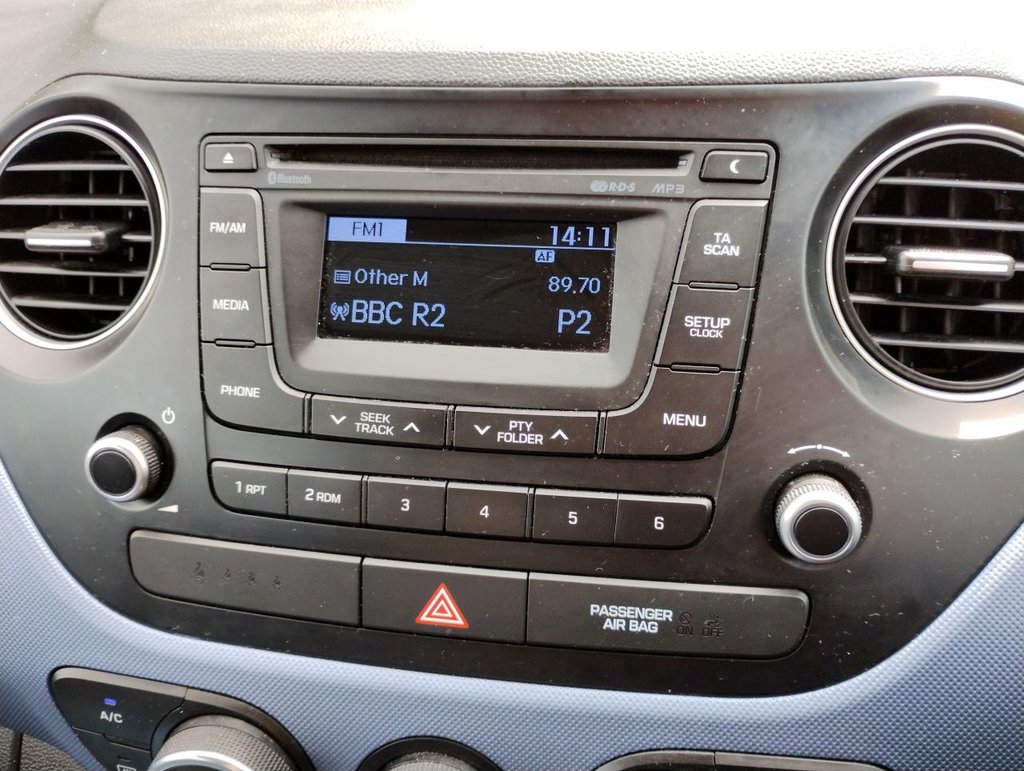 Bluetooth
R·D·S MP3
FM/AM
MEDIA
PHONE
FM1 14:11
AF
Other M 89.70
BBC R2 P2
TA
SCAN
SETUP
CLOCK
MENU
SEEK
TRACK
PTY
FOLDER
1 RPT
2 RDM
3
4
5
6
PASSENGER
AIR BAG
ON OFF
A/C